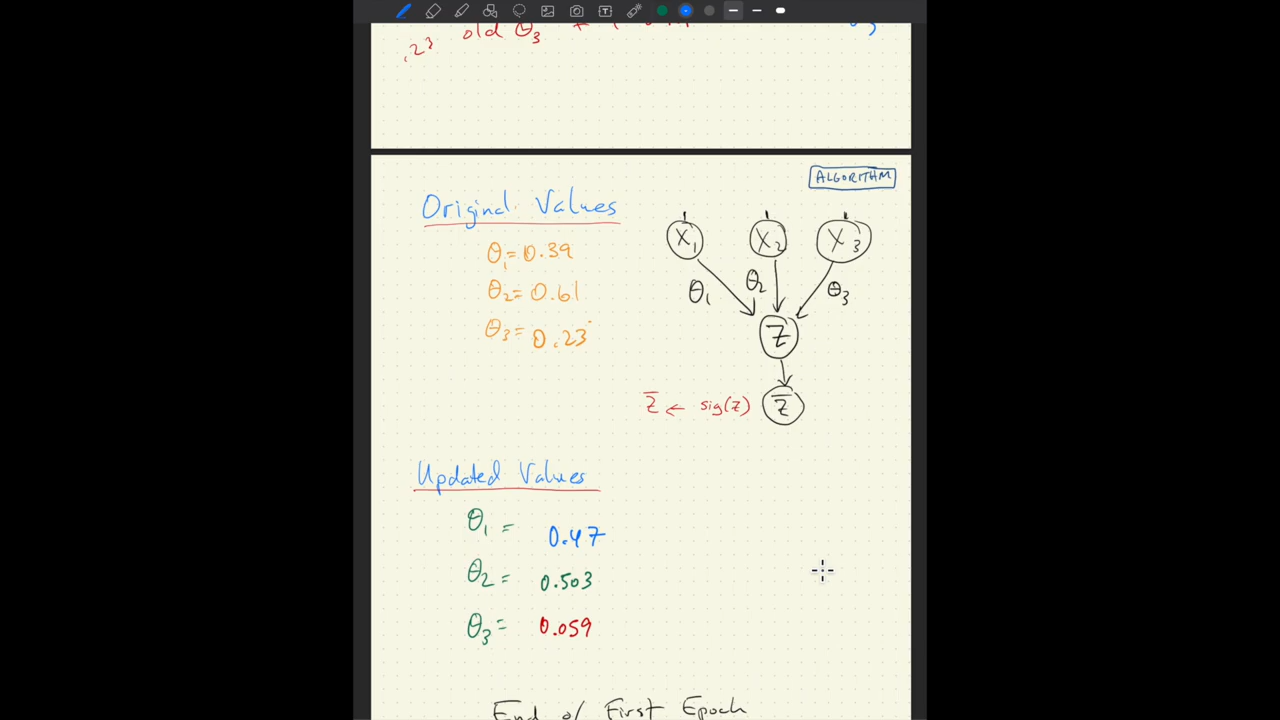 old θ₃
.23
ALGORITHM
Original Values
θ₁ = 0.39
θ₂ = 0.61
θ₃ = 0.23
X₁ X₂ X₃
θ₁ θ₂ θ₃
Z
Z̄ ← sig(z) Z̄
Updated Values
θ₁ = 0.47
θ₂ = 0.503
θ₃ = 0.059
End of First Epoch